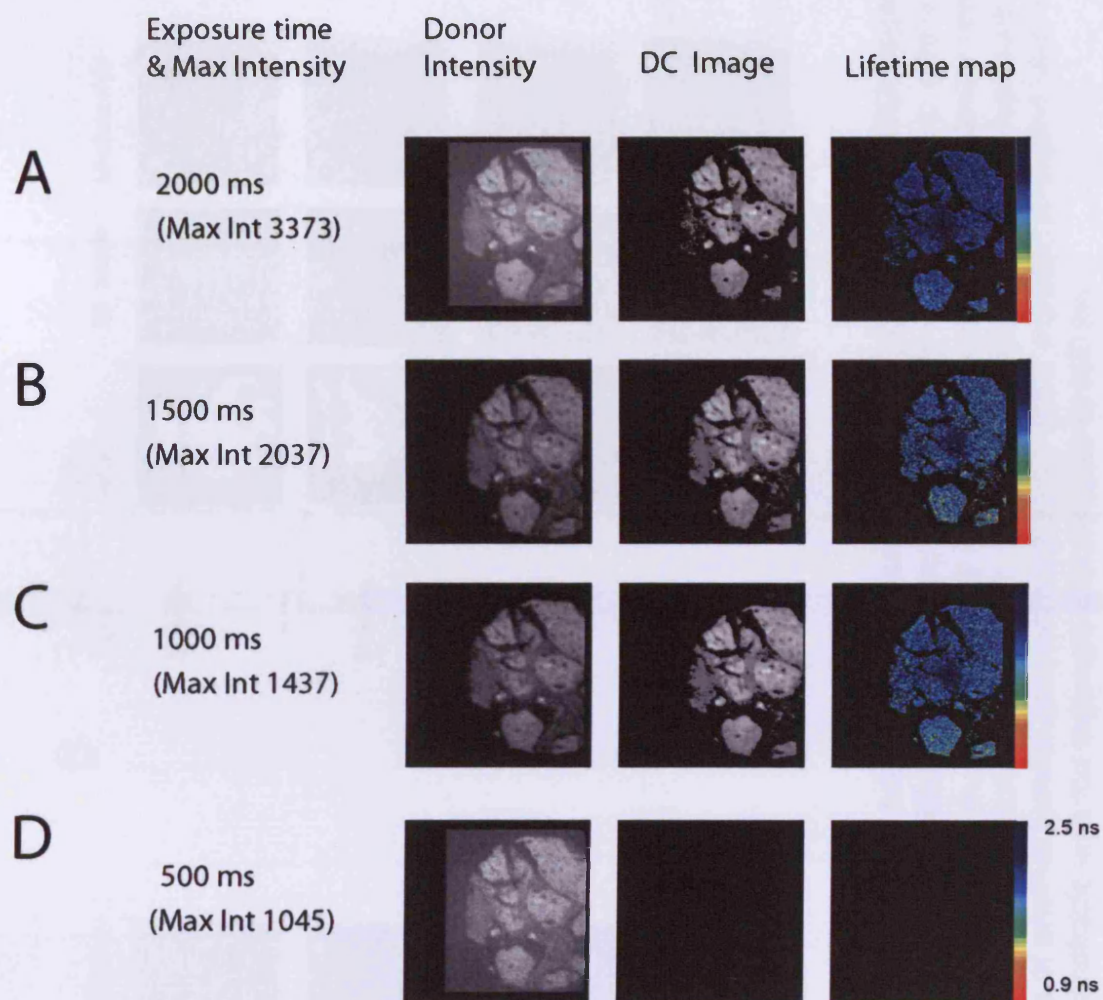 Exposure time
& Max Intensity
Donor
Intensity
DC Image
Lifetime map
A
2000 ms
(Max Int 3373)
B
1500 ms
(Max Int 2037)
C
1000 ms
(Max Int 1437)
D
500 ms
(Max Int 1045)
2.5 ns
0.9 ns